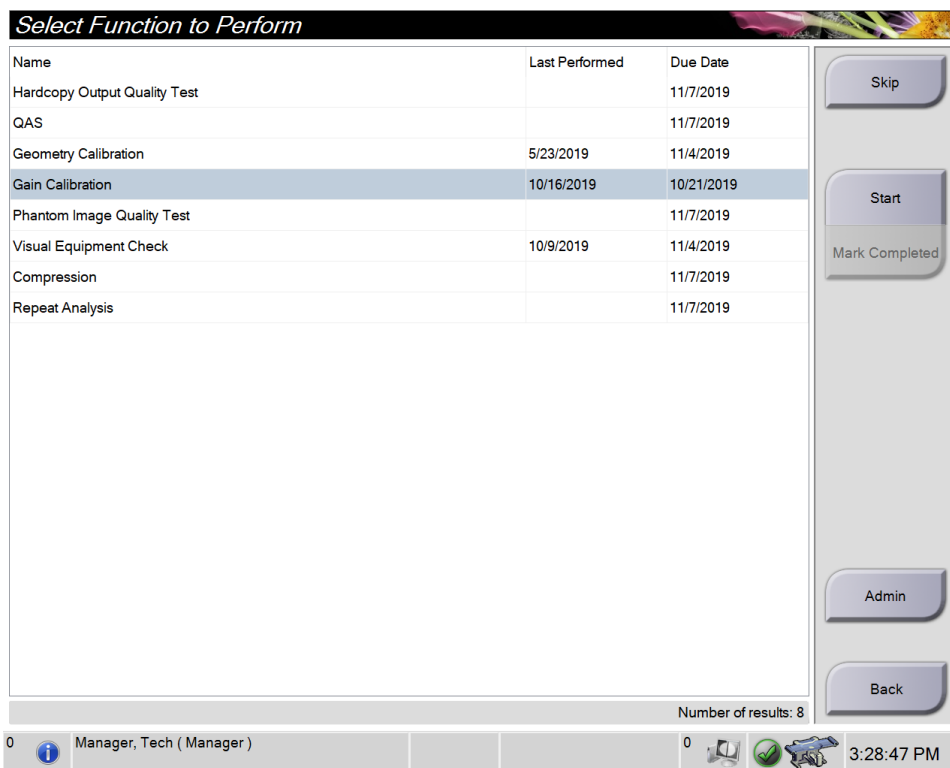 Select Function to Perform
Name Last Performed Due Date
Hardcopy Output Quality Test 11/7/2019
QAS 11/7/2019
Geometry Calibration 5/23/2019 11/4/2019
Gain Calibration 10/16/2019 10/21/2019
Phantom Image Quality Test 11/7/2019
Visual Equipment Check 10/9/2019 11/4/2019
Compression 11/7/2019
Repeat Analysis 11/7/2019
Number of results: 8
Skip
Start
Mark Completed
Admin
Back
0 Manager, Tech ( Manager ) 0 3:28:47 PM